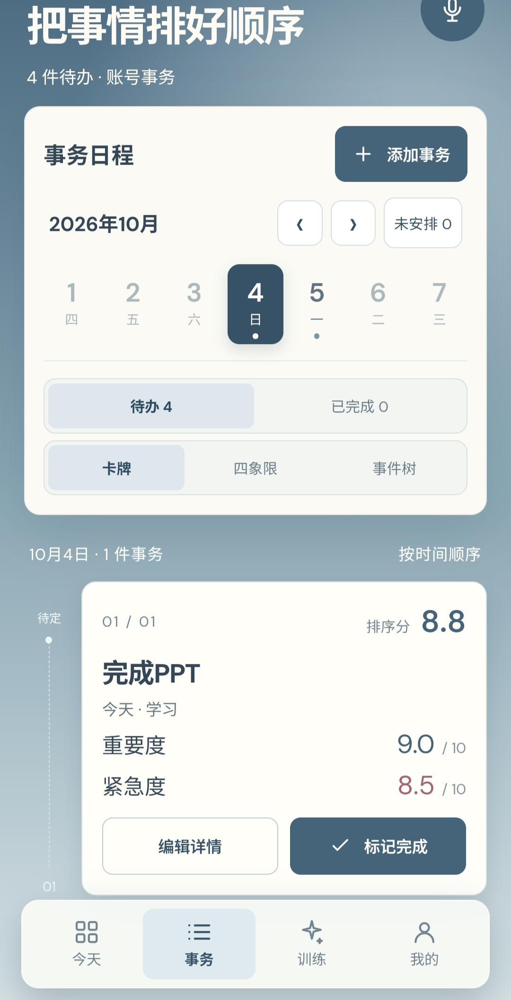 把事情排好顺序
4 件待办 · 账号事务
事务日程
添加事务
2026年10月
未安排 0
1 2 3 4 5 6 7
四 五 六 日 一 二 三
待办 4 已完成 0
卡牌 四象限 事件树
10月4日 · 1 件事务 按时间顺序
待定
01 / 01 排序分 8.8
完成PPT
今天 · 学习
重要度 9.0 / 10
紧急度 8.5 / 10
编辑详情 标记完成
01
今天 事务 训练 我的